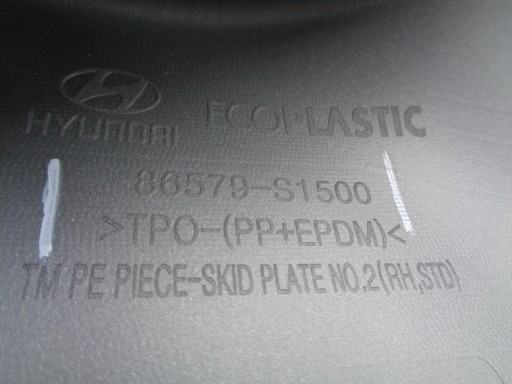 HYUNDAI ECOPLASTIC
86579-S1500
>TPO-(PP+EPDM)<
TM PE PIECE-SKID PLATE NO.2(RH,STD)